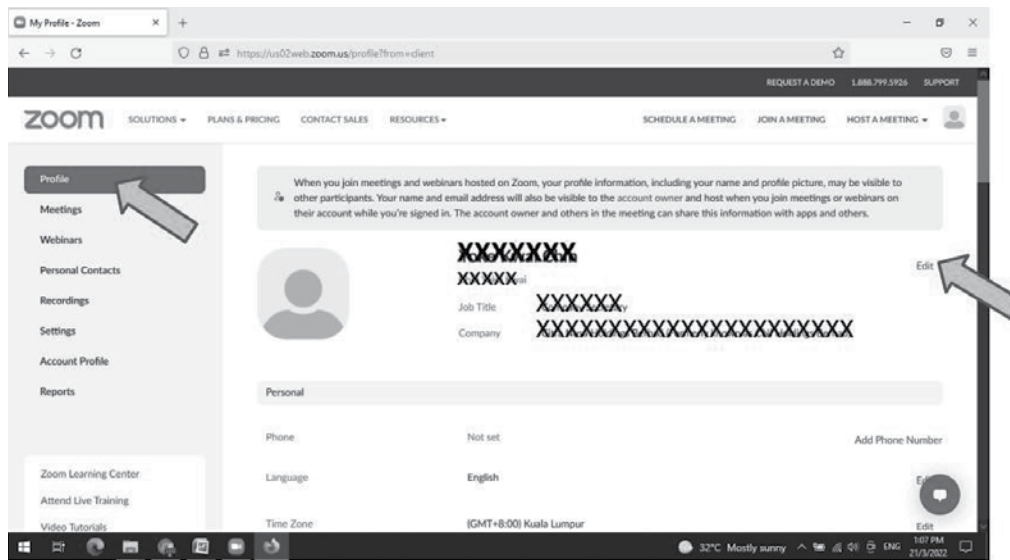 My Profile - Zoom
https://us02web.zoom.us/profile?from=client
REQUEST A DEMO 1.888.799.5926 SUPPORT
zoom SOLUTIONS PLANS & PRICING CONTACT SALES RESOURCES SCHEDULE A MEETING JOIN A MEETING HOST A MEETING
Profile
Meetings
Webinars
Personal Contacts
Recordings
Settings
Account Profile
Reports
Zoom Learning Center
Attend Live Training
Video Tutorials
When you join meetings and webinars hosted on Zoom, your profile information, including your name and profile picture, may be visible to
other participants. Your name and email address will also be visible to the account owner and host when you join meetings or webinars on
their account while you're signed in. The account owner and others in the meeting can share this information with apps and others.
XXXXXXX
Edit
XXXXX
Job Title XXXXXX
Company
Personal
Phone Not set Add Phone Number
Language English
Time Zone (GMT+8:00) Kuala Lumpur Edit
32°C Mostly sunny ENG 1:07 PM
21/3/2022